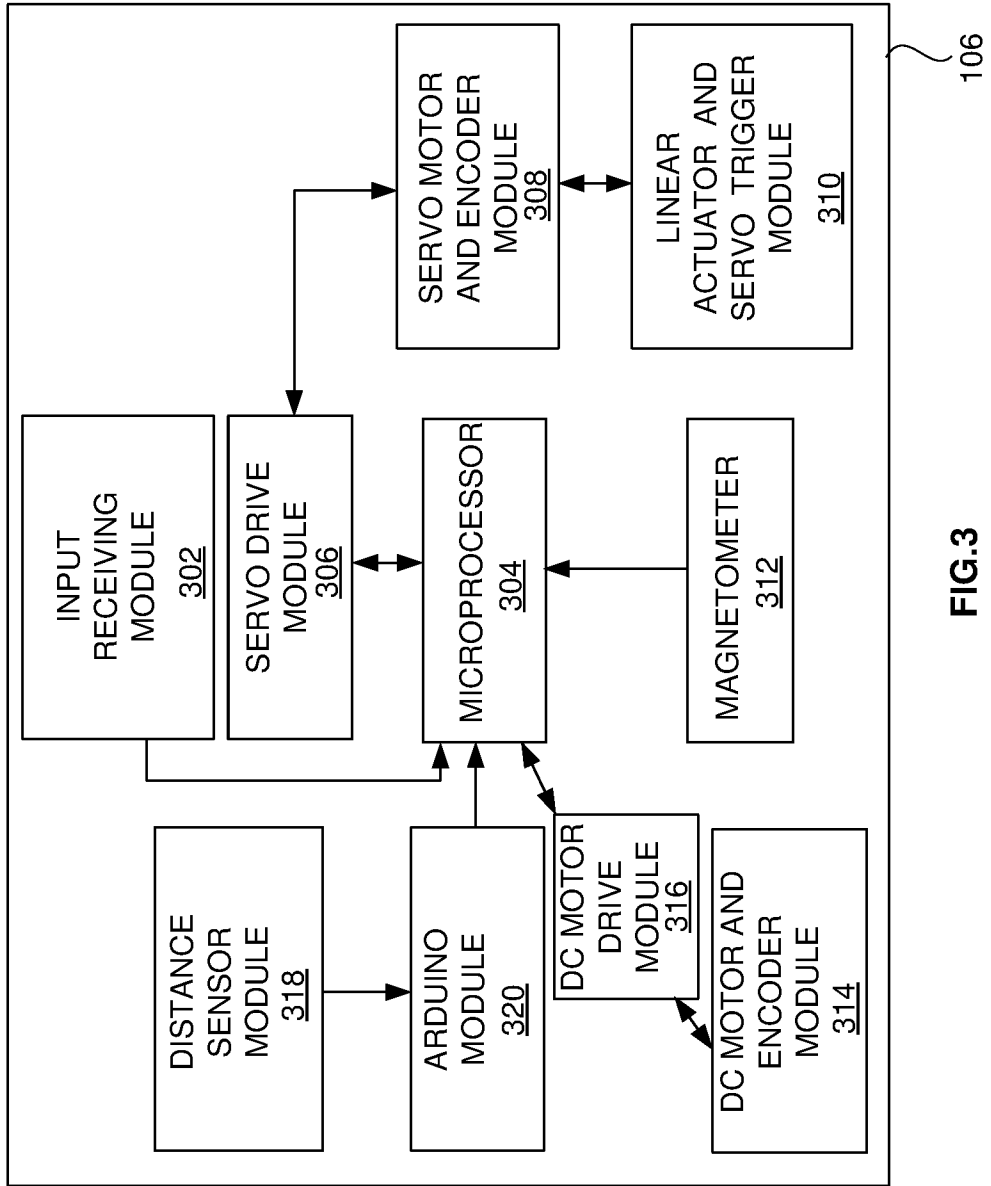 DISTANCE
SENSOR
MODULE
318
INPUT
RECEIVING
MODULE
302
SERVO DRIVE
MODULE
306
SERVO MOTOR
AND ENCODER
MODULE
308
ARDUINO
MODULE
320
MICROPROCESSOR
304
LINEAR
ACTUATOR AND
SERVO TRIGGER
MODULE
310
DC MOTOR
DRIVE
MODULE
316
DC MOTOR AND
ENCODER
MODULE
314
MAGNETOMETER
312
106
FIG.3